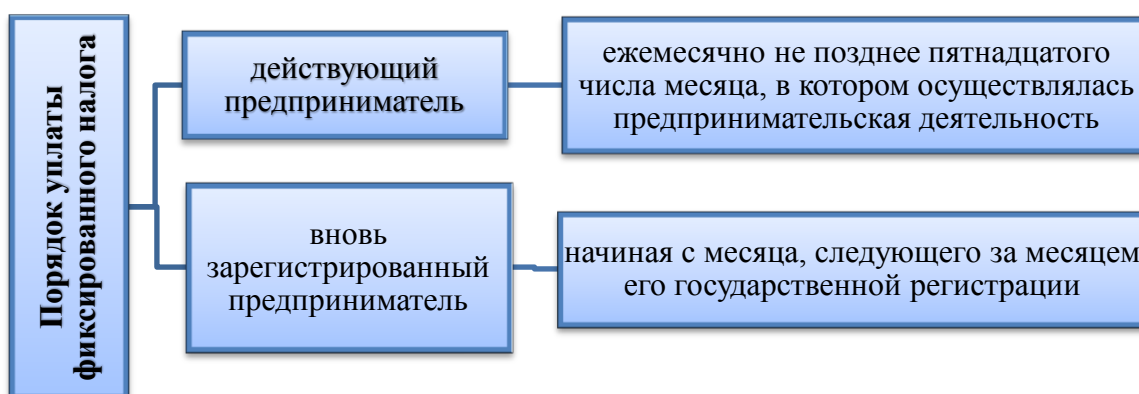 Порядок уплаты
фиксированного налога
действующий
предприниматель
ежемесячно не позднее пятнадцатого
числа месяца, в котором осуществлялась
предпринимательская деятельность
вновь
зарегистрированный
предприниматель
начиная с месяца, следующего за месяцем
его государственной регистрации